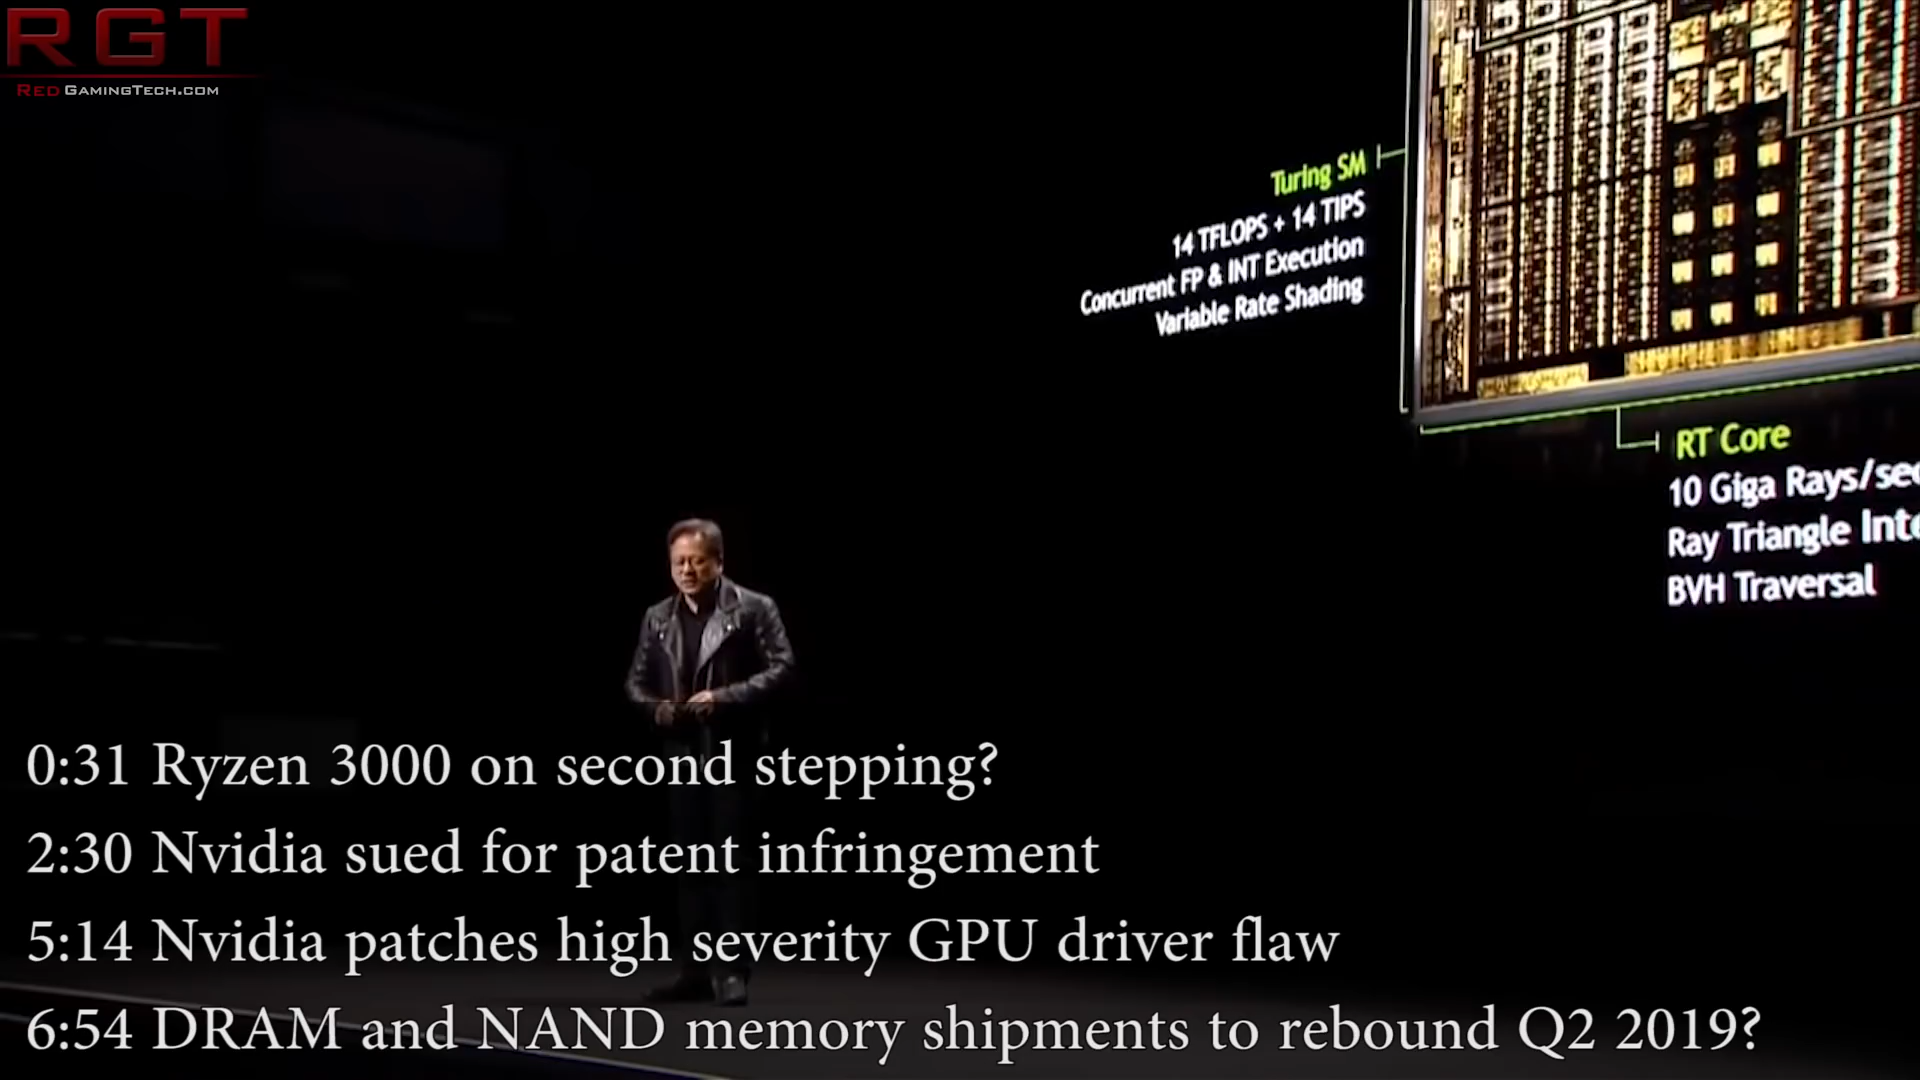 RGT
REDGAMINGTECH.COM
Turing SM
14 TFLOPS + 14 TIPS
Concurrent FP & INT Execution
Variable Rate Shading
RT Core
10 Giga Rays/sec
Ray Triangle
BVH Traversal
0:31 Ryzen 3000 on second stepping?
2:30 Nvidia sued for patent infringement
5:14 Nvidia patches high severity GPU driver flaw
6:54 DRAM and NAND memory shipments to rebound Q2 2019?